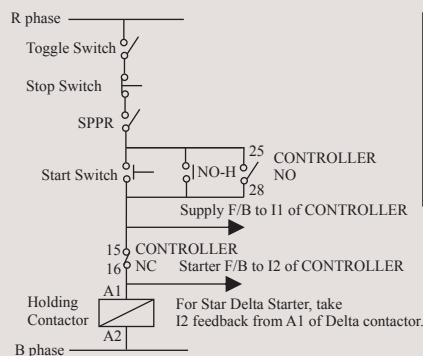 R phase
Toggle Switch
Stop Switch
SPPR
Start Switch
NO-H
25
CONTROLLER
NO
28
Supply F/B to I1 of CONTROLLER
15
CONTROLLER
16
NC
Starter F/B to I2 of CONTROLLER
A1
Holding
Contactor
For Star Delta Starter, take
I2 feedback from A1 of Delta contactor.
A2
B phase